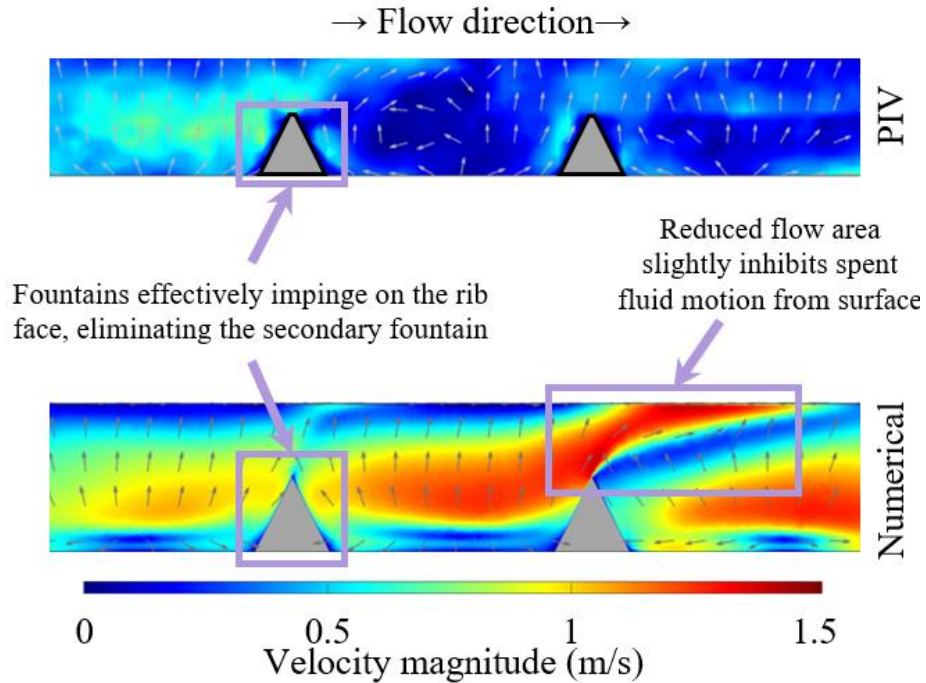 → Flow direction→
PIV
Reduced flow area
slightly inhibits spent
fluid motion from surface
Fountains effectively impinge on the rib
face, eliminating the secondary fountain
Numerical
0 0.5 1 1.5
Velocity magnitude (m/s)